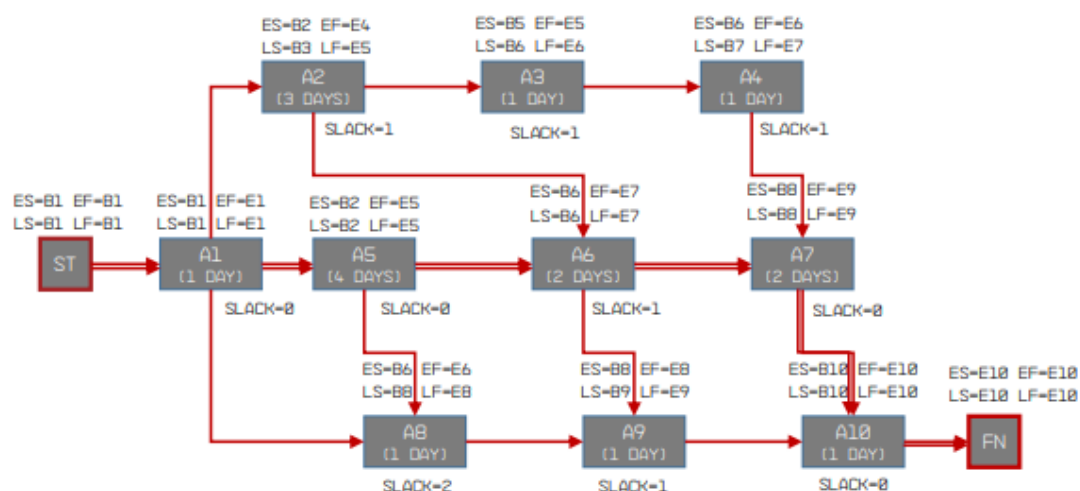 ES=B2 EF=E4
LS=B3 LF=E5
A2
(3 DAYS)
SLACK=1
ES=B5 EF=E5
LS=B6 LF=E6
A3
(1 DAY)
SLACK=1
ES=B6 EF=E6
LS=B7 LF=E7
A4
(1 DAY)
SLACK=1
ES=B1 EF=B1
LS=B1 LF=B1
ST
ES=B1 EF=E1
LS=B1 LF=E1
A1
(1 DAY)
SLACK=0
ES=B2 EF=E5
LS=B2 LF=E5
A5
(4 DAYS)
SLACK=0
ES=B6 EF=E7
LS=B6 LF=E7
A6
(2 DAYS)
SLACK=1
ES=B8 EF=E9
LS=B8 LF=E9
A7
(2 DAYS)
SLACK=0
ES=B6 EF=E6
LS=B8 LF=E8
A8
(1 DAY)
SLACK=2
ES=B8 EF=E8
LS=B9 LF=E9
A9
(1 DAY)
SLACK=1
ES=B10 EF=E10
LS=B10 LF=E10
A10
(1 DAY)
SLACK=0
ES=E10 EF=E10
LS=E10 LF=E10
FN